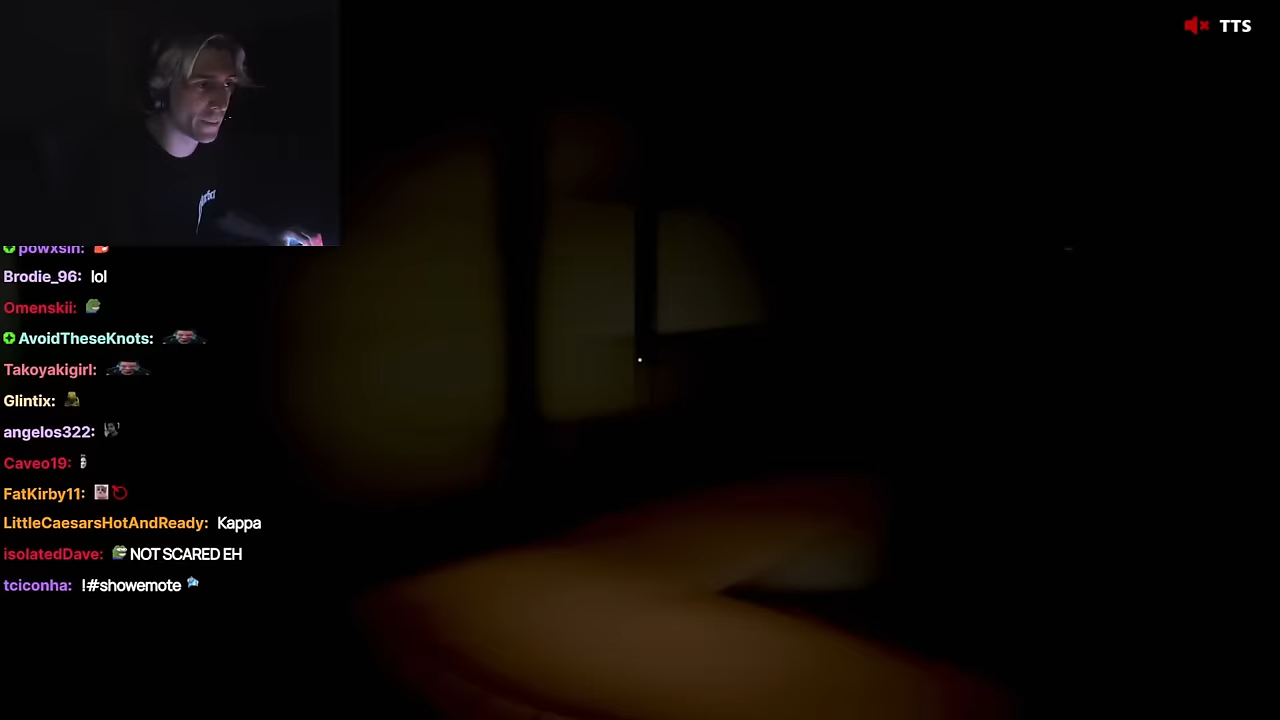 TTS
powxsin:
Brodie_96: lol
Omenskii:
AvoidTheseKnots:
Takoyakigirl:
Glintix:
angelos322:
Caveo19:
FatKirby11:
LittleCaesarsHotAndReady: Kappa
isolatedDave: NOT SCARED EH
tciconha: !#showemote